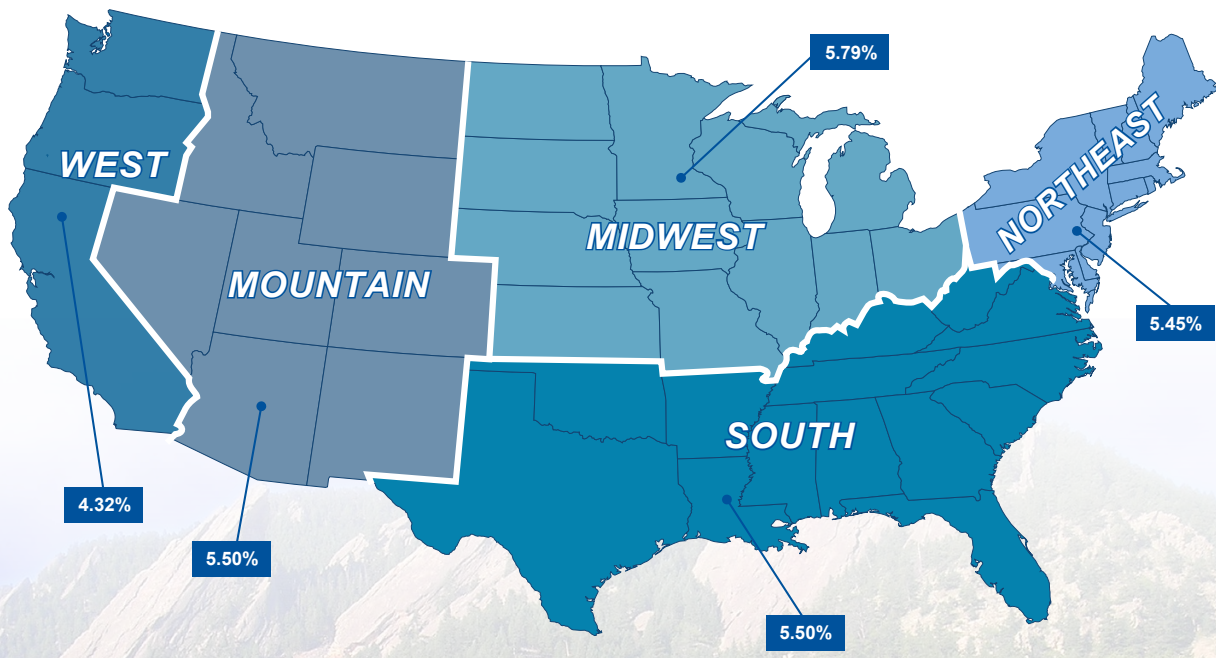 5.79%
WEST
NORTHEAST
MIDWEST
MOUNTAIN
5.45%
SOUTH
4.32%
5.50%
5.50%